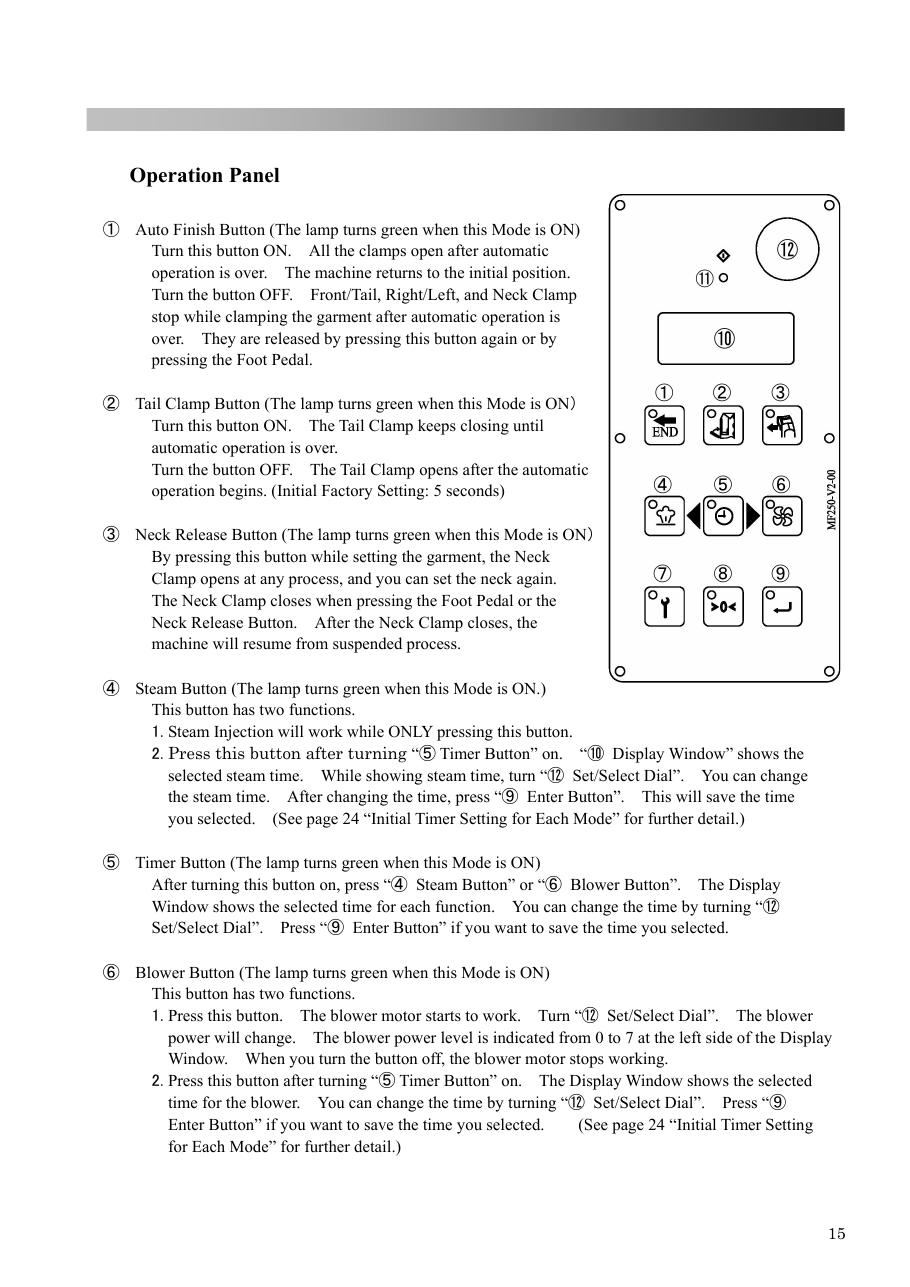 Operation Panel
① Auto Finish Button (The lamp turns green when this Mode is ON)
Turn this button ON. All the clamps open after automatic
operation is over. The machine returns to the initial position.
Turn the button OFF. Front/Tail, Right/Left, and Neck Clamp
stop while clamping the garment after automatic operation is
over. They are released by pressing this button again or by
pressing the Foot Pedal.
② Tail Clamp Button (The lamp turns green when this Mode is ON）
Turn this button ON. The Tail Clamp keeps closing until
automatic operation is over.
Turn the button OFF. The Tail Clamp opens after the automatic
operation begins. (Initial Factory Setting: 5 seconds)
③ Neck Release Button (The lamp turns green when this Mode is ON）
By pressing this button while setting the garment, the Neck
Clamp opens at any process, and you can set the neck again.
The Neck Clamp closes when pressing the Foot Pedal or the
Neck Release Button. After the Neck Clamp closes, the
machine will resume from suspended process.
⑫
⑪
⑩
① ② ③
END
④ ⑤ ⑥
MF250-V2-00
⑦ ⑧ ⑨
>0<
④ Steam Button (The lamp turns green when this Mode is ON.)
This button has two functions.
1. Steam Injection will work while ONLY pressing this button.
2. Press this button after turning “⑤ Timer Button” on. “⑩ Display Window” shows the
selected steam time. While showing steam time, turn “⑫ Set/Select Dial”. You can change
the steam time. After changing the time, press “⑨ Enter Button”. This will save the time
you selected. (See page 24 “Initial Timer Setting for Each Mode” for further detail.)
⑤ Timer Button (The lamp turns green when this Mode is ON)
After turning this button on, press “④ Steam Button” or “⑥ Blower Button”. The Display
Window shows the selected time for each function. You can change the time by turning “⑫
Set/Select Dial”. Press “⑨ Enter Button” if you want to save the time you selected.
⑥ Blower Button (The lamp turns green when this Mode is ON)
This button has two functions.
1. Press this button. The blower motor starts to work. Turn “⑫ Set/Select Dial”. The blower
power will change. The blower power level is indicated from 0 to 7 at the left side of the Display
Window. When you turn the button off, the blower motor stops working.
2. Press this button after turning “⑤ Timer Button” on. The Display Window shows the selected
time for the blower. You can change the time by turning “⑫ Set/Select Dial”. Press “⑨
Enter Button” if you want to save the time you selected. (See page 24 “Initial Timer Setting
for Each Mode” for further detail.)
15